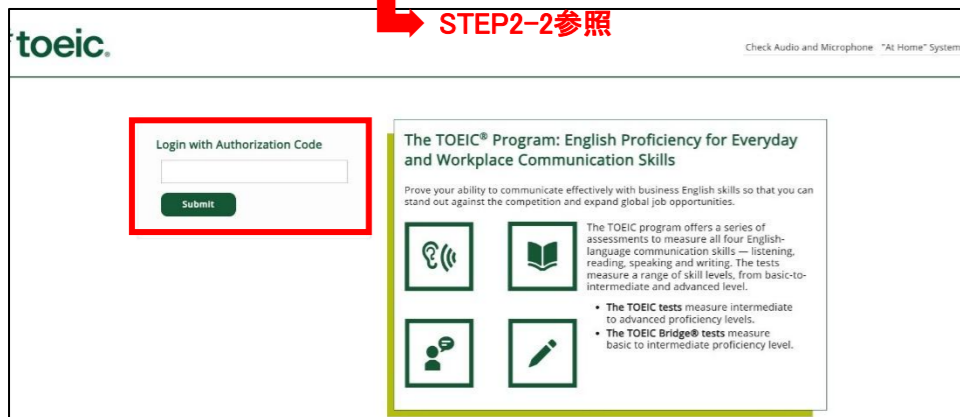 STEP2-2参照
toeic.
Check Audio and Microphone "At Home" System
Login with Authorization Code
Submit
The TOEIC® Program: English Proficiency for Everyday
and Workplace Communication Skills
Prove your ability to communicate effectively with business English skills so that you can
stand out against the competition and expand global job opportunities.
The TOEIC program offers a series of
assessments to measure all four English-
language communication skills — listening,
reading, speaking and writing. The tests
measure a range of skill levels, from basic-to-
intermediate and advanced level.
• The TOEIC tests measure intermediate
to advanced proficiency levels.
• The TOEIC Bridge® tests measure
basic to intermediate proficiency level.